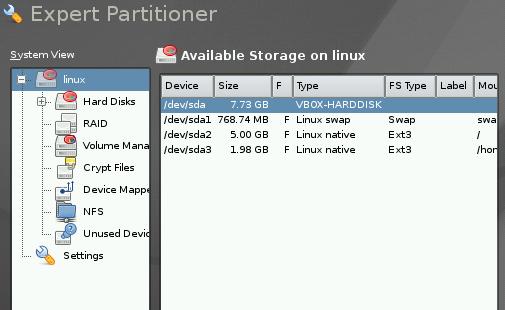 Expert Partitioner
System View
Available Storage on linux
linux
Hard Disks
RAID
Volume Mana
Crypt Files
Device Mappe
NFS
Unused Devic
Settings
Device Size F Type FS Type Label Mou
/dev/sda 7.73 GB VBOX-HARDDISK
/dev/sda1 768.74 MB F Linux swap Swap swa
/dev/sda2 5.00 GB F Linux native Ext3 /
/dev/sda3 1.98 GB F Linux native Ext3 /hon